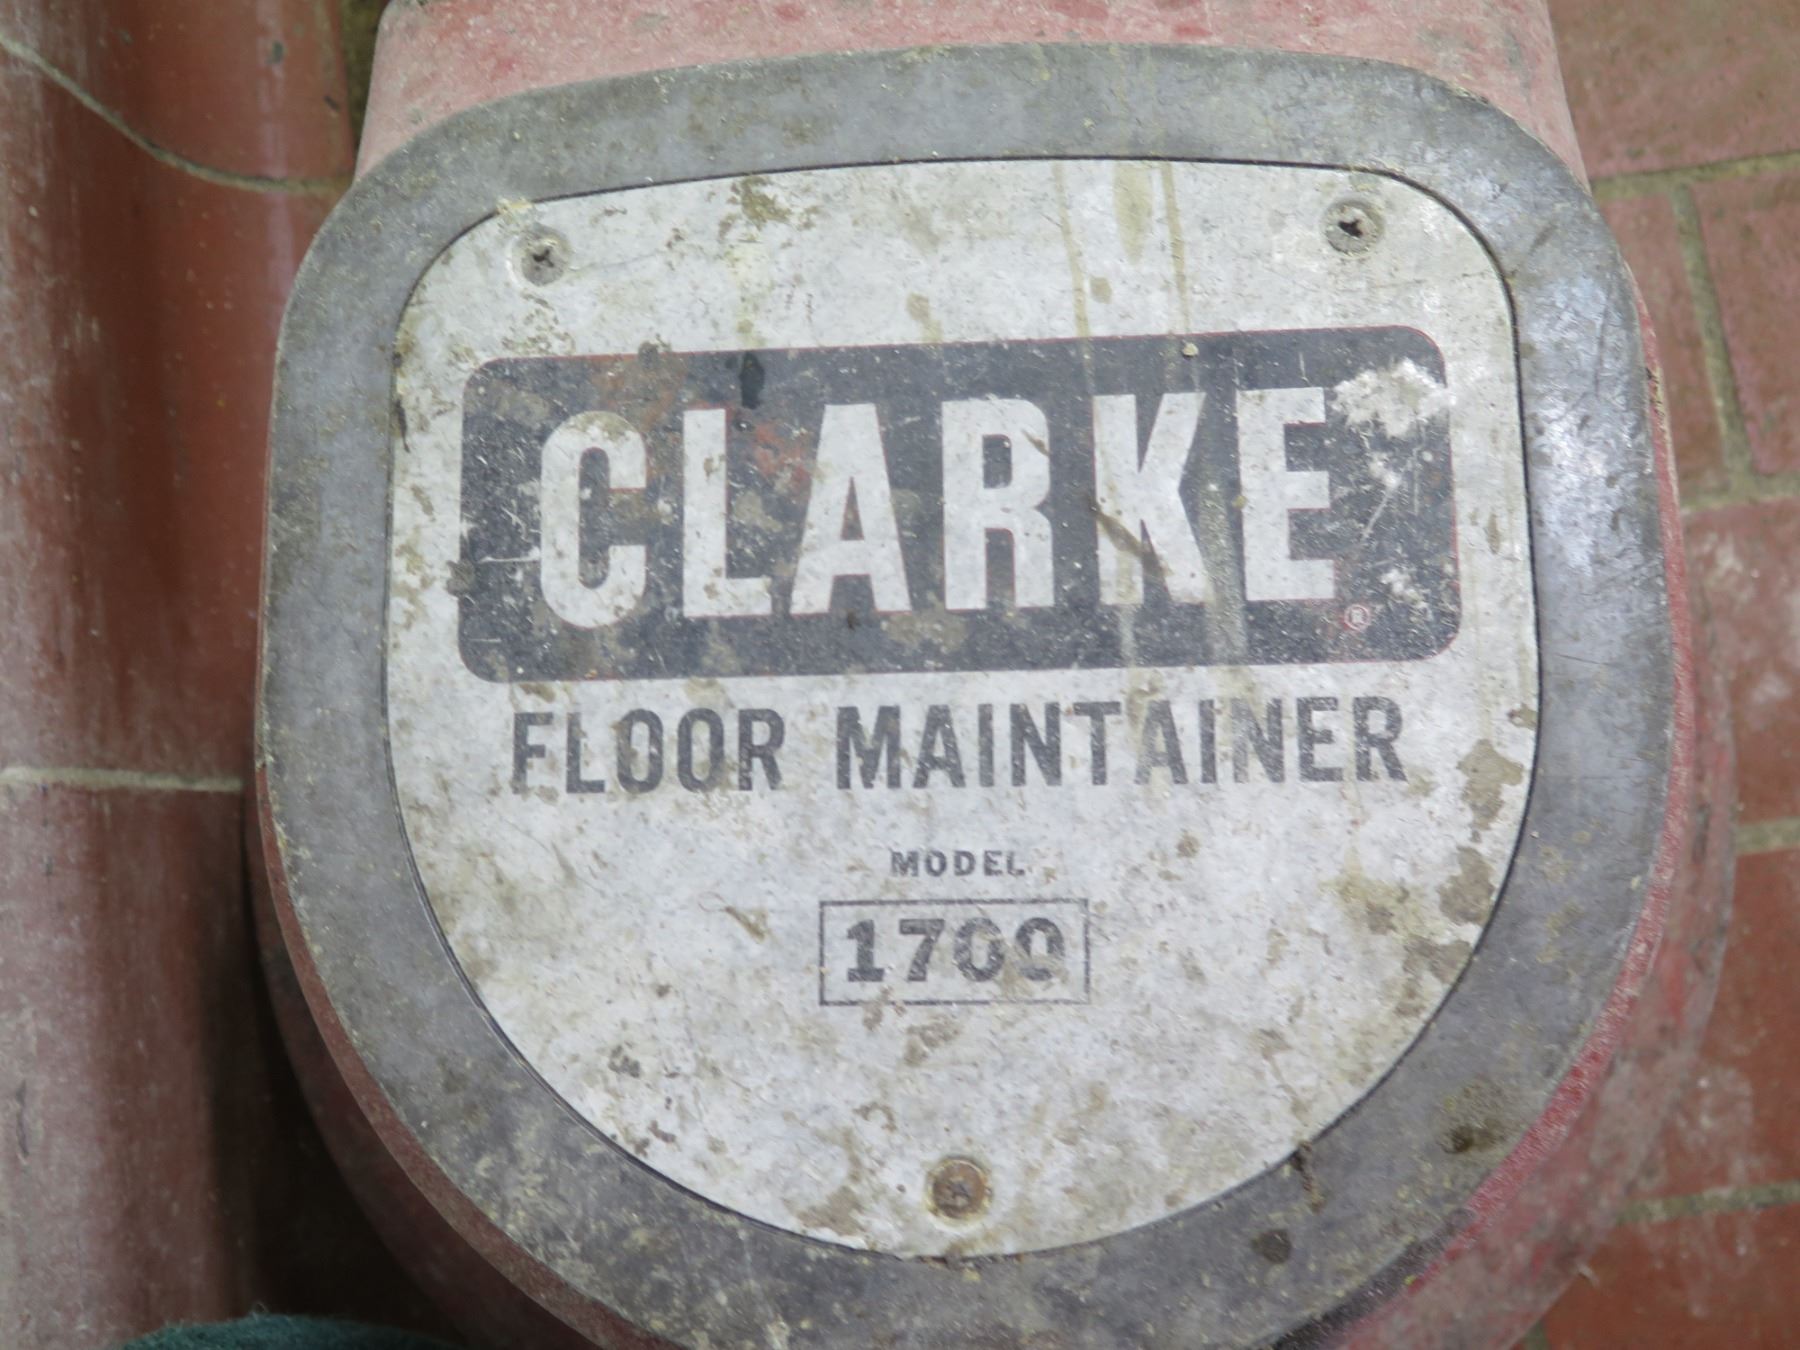 CLARKE®
FLOOR MAINTAINER
MODEL
1700